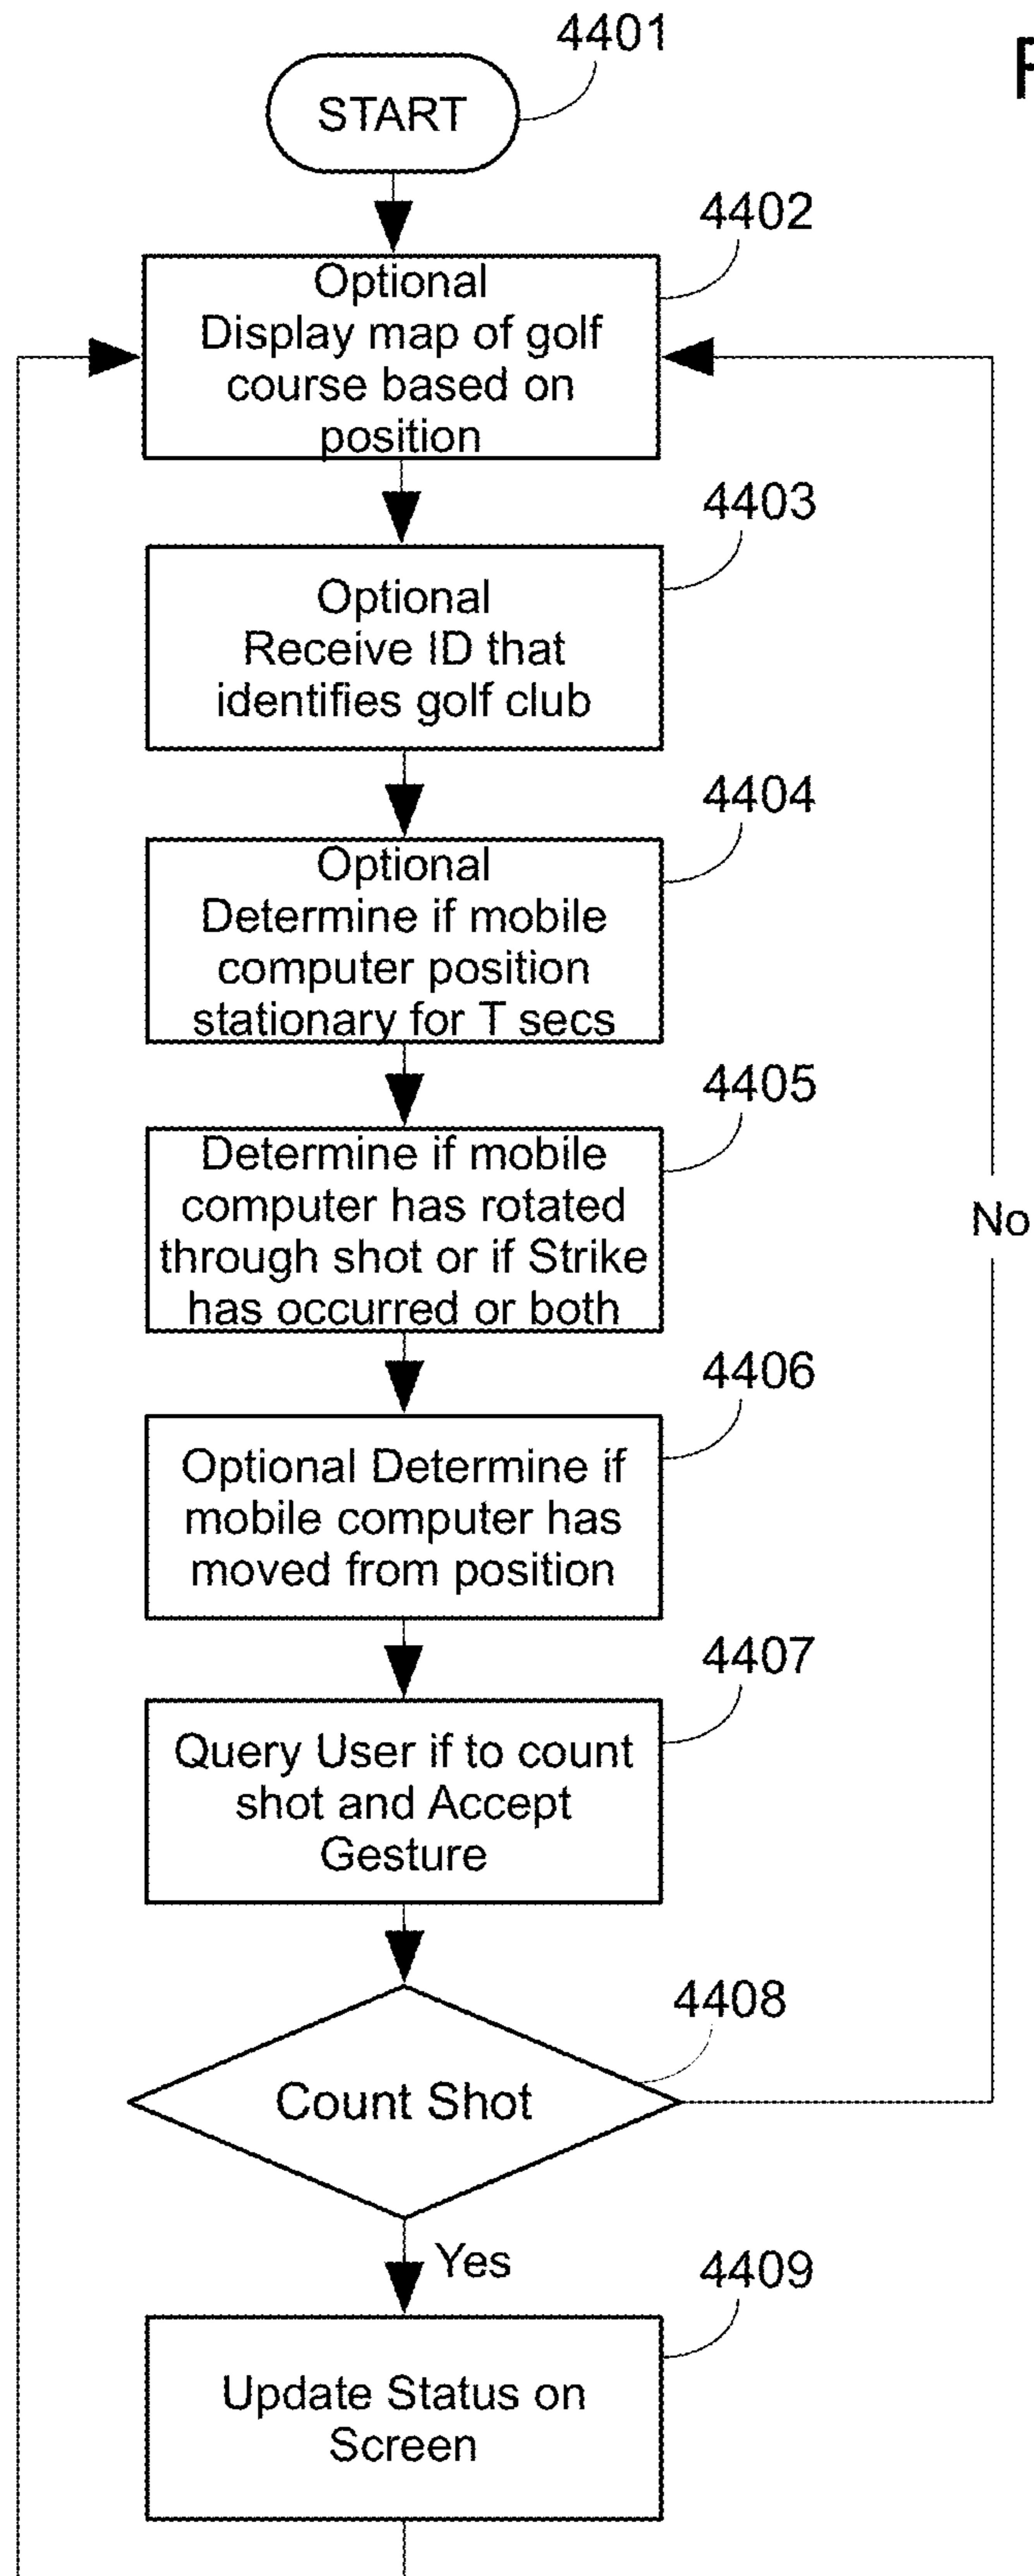 4401
START
4402
Optional
Display map of golf
course based on
position
4403
Optional
Receive ID that
identifies golf club
4404
Optional
Determine if mobile
computer position
stationary for T secs
4405
Determine if mobile
computer has rotated
through shot or if Strike
has occurred or both
No
4406
Optional Determine if
mobile computer has
moved from position
4407
Query User if to count
shot and Accept
Gesture
4408
Count Shot
Yes
4409
Update Status on
Screen